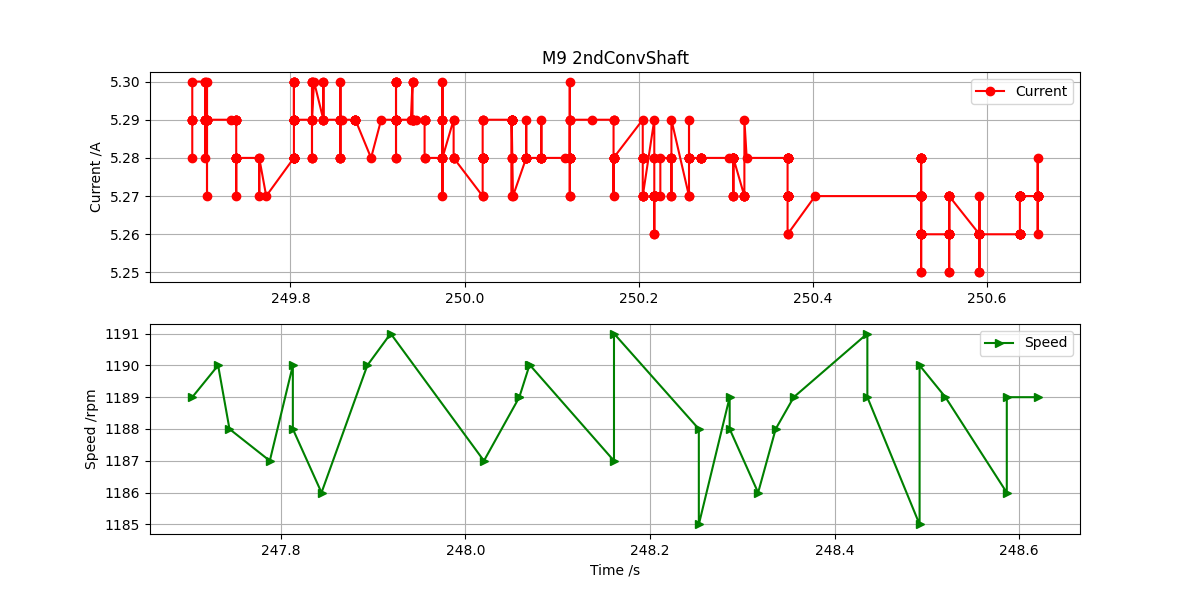 M9 2ndConvShaft
Current /A
5.30
5.29
5.28
5.27
5.26
5.25
Current
249.8 250.0 250.2 250.4 250.6
Speed /rpm
1191
1190
1189
1188
1187
1186
1185
Speed
247.8 248.0 248.2 248.4 248.6
Time /s